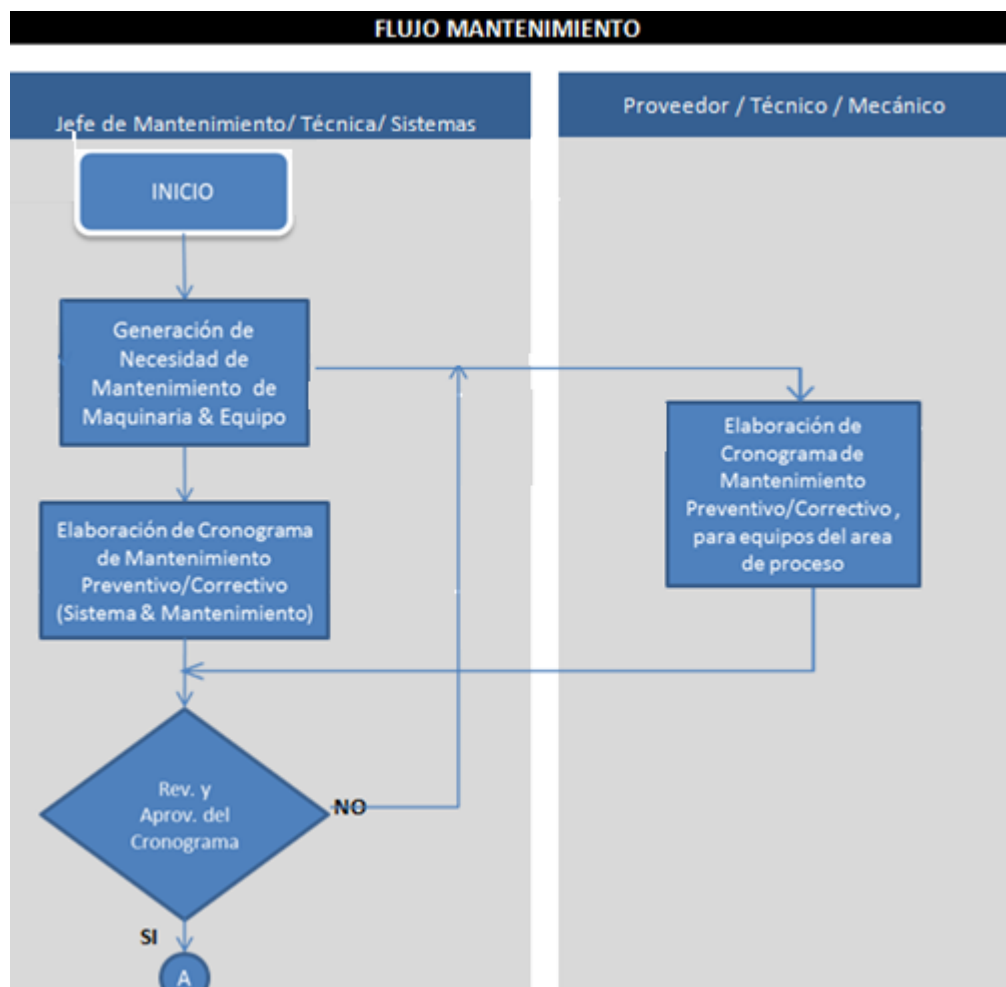 FLUJO MANTENIMIENTO
Jefe de Mantenimiento/ Técnica/ Sistemas
Proveedor / Técnico / Mecánico
INICIO
Generación de
Necesidad de
Mantenimiento de
Maquinaria & Equipo
Elaboración de
Cronograma de
Mantenimiento
Preventivo/Correctivo ,
para equipos del area
de proceso
Elaboración de Cronograma
de Mantenimiento
Preventivo/Correctivo
(Sistema & Mantenimiento)
Rev. y
Aprov. del
Cronograma
NO
SI
A